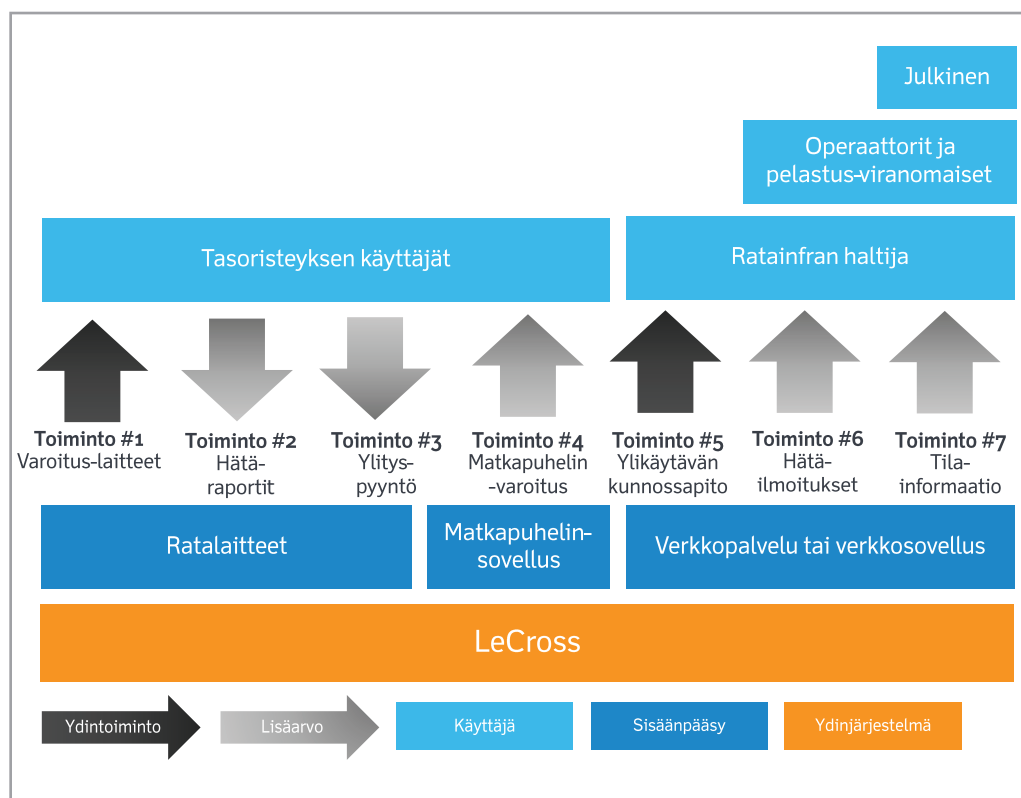 Julkinen
Operaattorit ja
pelastus-viranomaiset
Tasoristeyksen käyttäjät
Ratainfran haltija
Toiminto #1
Varoitus-laitteet
Toiminto #2
Hätä-
raportit
Toiminto #3
Ylitys-
pyyntö
Toiminto #4
Matkapuhelin
-varoitus
Toiminto #5
Ylikäytävän
kunnossapito
Toiminto #6
Hätä-
ilmoitukset
Toiminto #7
Tila-
informaatio
Ratalaitteet
Matkapuhelin-
sovellus
Verkkopalvelu tai verkkosovellus
LeCross
Ydintoiminto
Lisäarvo
Käyttäjä
Sisäänpääsy
Ydinjärjestelmä